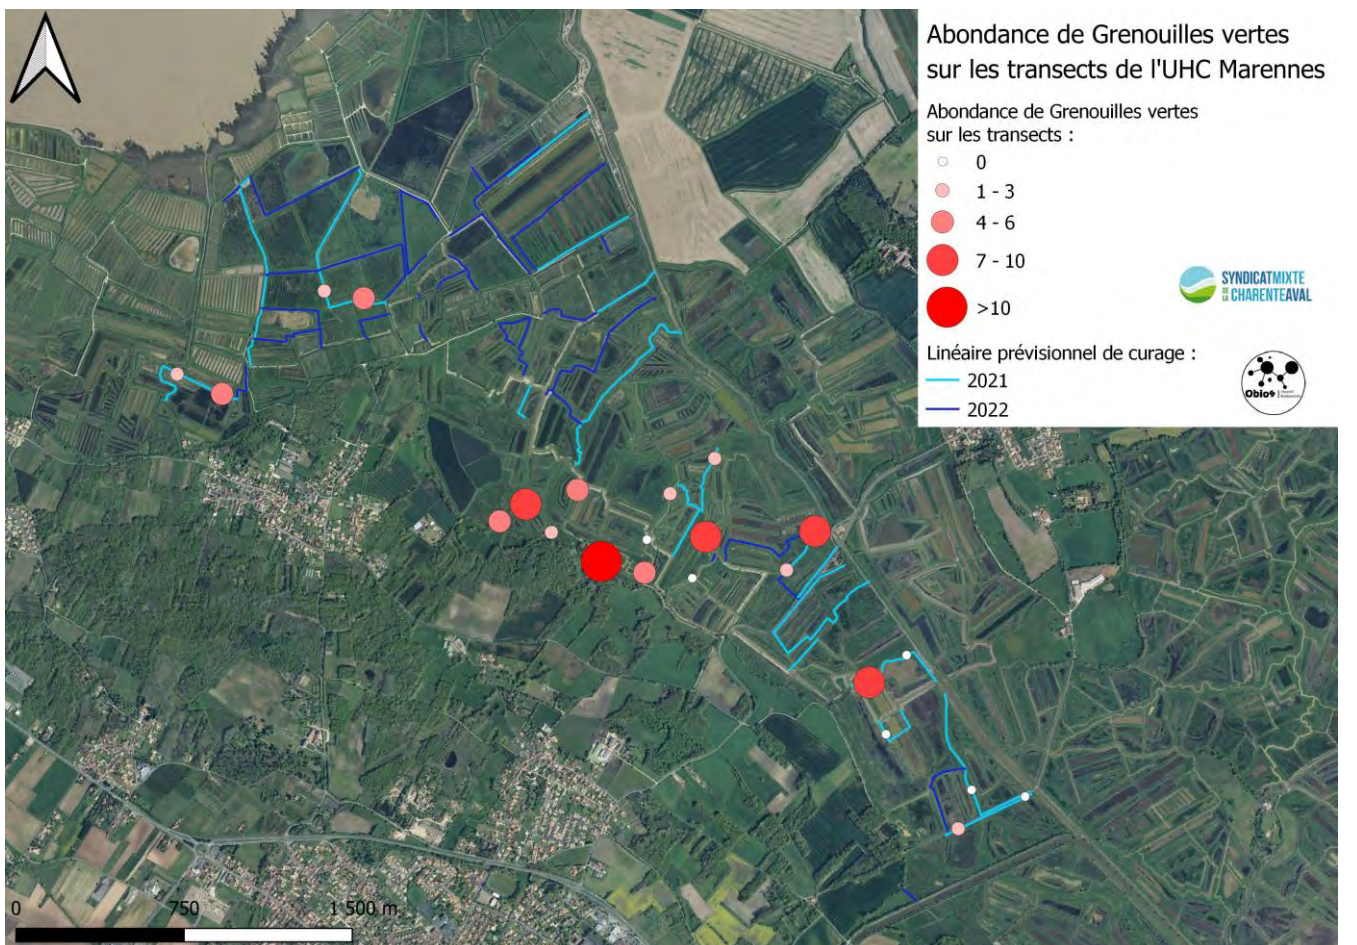 Abondance de Grenouilles vertes
sur les transects de l'UHC Marennes
Abondance de Grenouilles vertes
sur les transects :
0
1 - 3
4 - 6
7 - 10
>10
SYNDICATMIXTE
CHARENTEAVAL
Linéaire prévisionnel de curage :
2021
2022
Obios
0
750
1 500 m